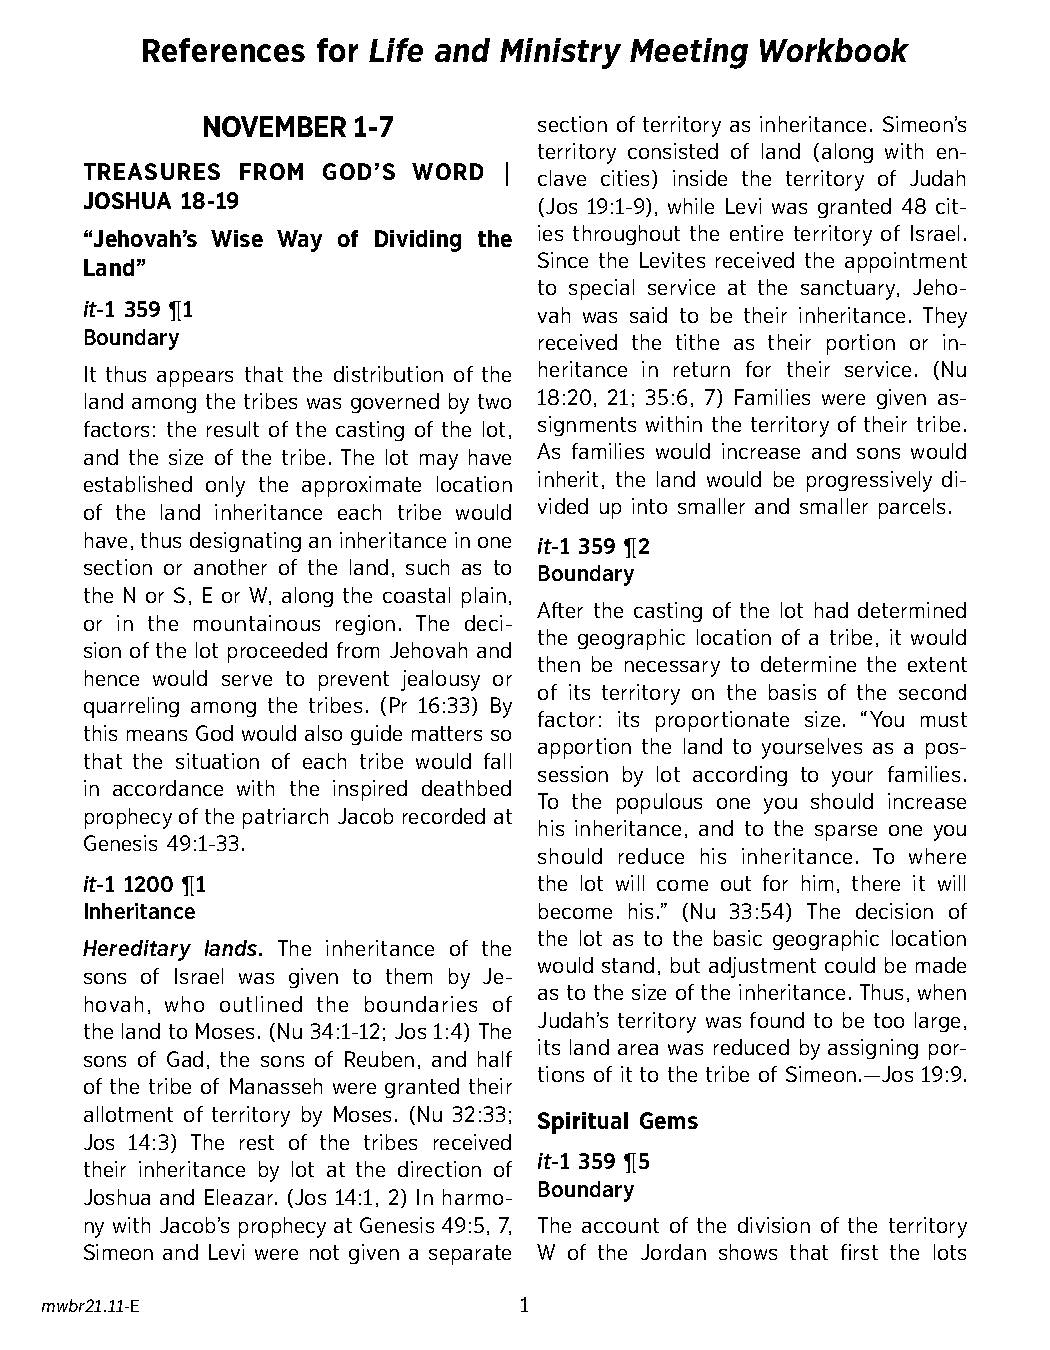 References for Life and Ministry Meeting Workbook
NOVEMBER 1-7
TREASURES FROM GOD’S WORD |
JOSHUA 18-19
“Jehovah’s Wise Way of Dividing the
Land”
it-1 359 ¶1
Boundary
It thus appears that the distribution of the
land among the tribes was governed by two
factors: the result of the casting of the lot,
and the size of the tribe. The lot may have
established only the approximate location
of the land inheritance each tribe would
have, thus designating an inheritance in one
section or another of the land, such as to
the N or S, E or W, along the coastal plain,
or in the mountainous region. The deci-
sion of the lot proceeded from Jehovah and
hence would serve to prevent jealousy or
quarreling among the tribes. (Pr 16:33) By
this means God would also guide matters so
that the situation of each tribe would fall
in accordance with the inspired deathbed
prophecy of the patriarch Jacob recorded at
Genesis 49:1-33.
it-1 1200 ¶1
Inheritance
Hereditary lands. The inheritance of the
sons of Israel was given to them by Je-
hovah, who outlined the boundaries of
the land to Moses. (Nu 34:1-12; Jos 1:4) The
sons of Gad, the sons of Reuben, and half
of the tribe of Manasseh were granted their
allotment of territory by Moses. (Nu 32:33;
Jos 14:3) The rest of the tribes received
their inheritance by lot at the direction of
Joshua and Eleazar. (Jos 14:1, 2) In harmo-
ny with Jacob’s prophecy at Genesis 49:5, 7,
Simeon and Levi were not given a separate
section of territory as inheritance. Simeon’s
territory consisted of land (along with en-
clave cities) inside the territory of Judah
(Jos 19:1-9), while Levi was granted 48 cit-
ies throughout the entire territory of Israel.
Since the Levites received the appointment
to special service at the sanctuary, Jeho-
vah was said to be their inheritance. They
received the tithe as their portion or in-
heritance in return for their service. (Nu
18:20, 21; 35:6, 7) Families were given as-
signments within the territory of their tribe.
As families would increase and sons would
inherit, the land would be progressively di-
vided up into smaller and smaller parcels.
it-1 359 ¶2
Boundary
After the casting of the lot had determined
the geographic location of a tribe, it would
then be necessary to determine the extent
of its territory on the basis of the second
factor: its proportionate size. “You must
apportion the land to yourselves as a pos-
session by lot according to your families.
To the populous one you should increase
his inheritance, and to the sparse one you
should reduce his inheritance. To where
the lot will come out for him, there it will
become his.” (Nu 33:54) The decision of
the lot as to the basic geographic location
would stand, but adjustment could be made
as to the size of the inheritance. Thus, when
Judah’s territory was found to be too large,
its land area was reduced by assigning por-
tions of it to the tribe of Simeon.—Jos 19:9.
Spiritual Gems
it-1 359 ¶5
Boundary
The account of the division of the territory
W of the Jordan shows that first the lots
mwbr21.11-E
1